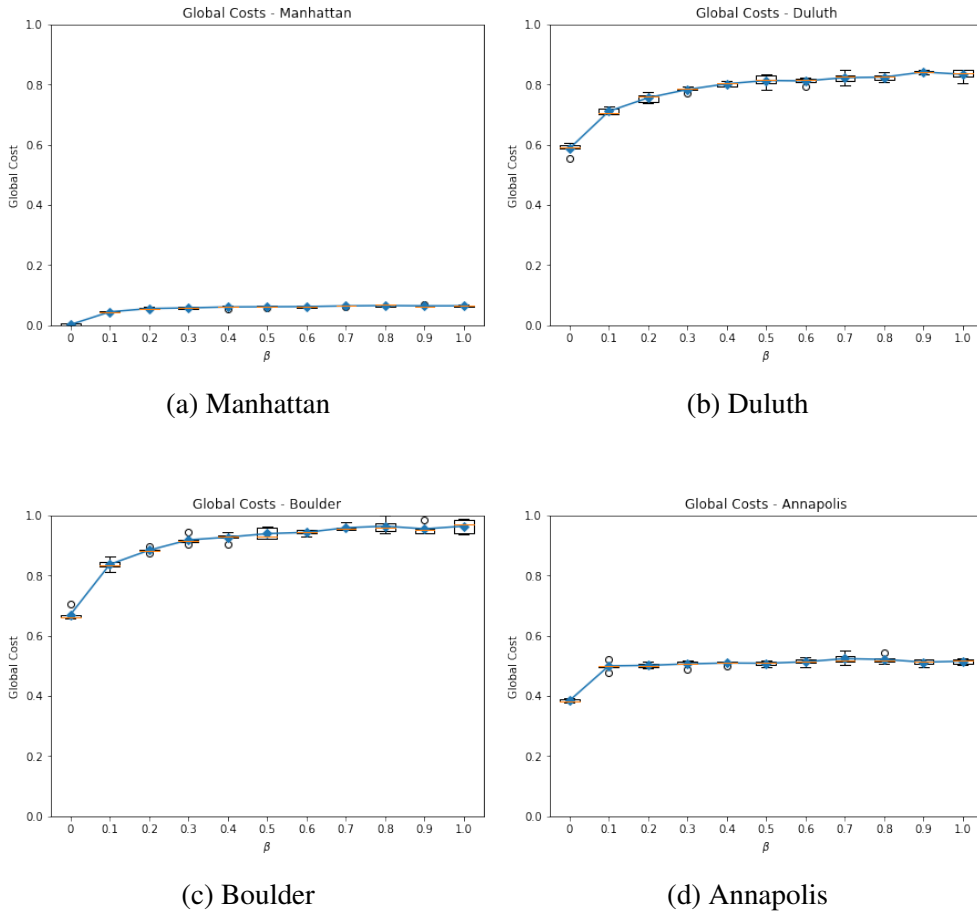 Global Costs - Manhattan
1.0
0.8
0.6
0.4
0.2
0.0
Global Cost
0 0.1 0.2 0.3 0.4 0.5 0.6 0.7 0.8 0.9 1.0
β
(a) Manhattan
Global Costs - Duluth
1.0
0.8
0.6
0.4
0.2
0.0
Global Cost
0 0.1 0.2 0.3 0.4 0.5 0.6 0.7 0.8 0.9 1.0
β
(b) Duluth
Global Costs - Boulder
1.0
0.8
0.6
0.4
0.2
0.0
Global Cost
0 0.1 0.2 0.3 0.4 0.5 0.6 0.7 0.8 0.9 1.0
β
(c) Boulder
Global Costs - Annapolis
1.0
0.8
0.6
0.4
0.2
0.0
Global Cost
0 0.1 0.2 0.3 0.4 0.5 0.6 0.7 0.8 0.9 1.0
β
(d) Annapolis